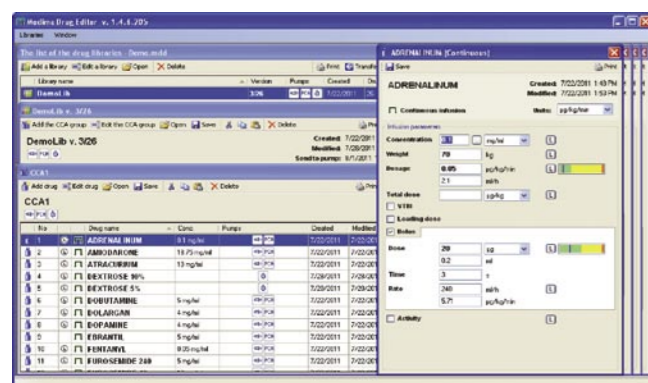 Medima Drug Editor v. 1.4.6.205
Libraries Window
The list of the drug libraries - Demo.mdd
Add a library Edit a library Open Delete Print Transfe
Library name Version Pumps Created
DemoLib 3/26 7/22/2011
DemoLib v. 3/26
Add the CCA group Edit the CCA group Open Save Delete
DemoLib v. 3/26
Created: 7/22/2011
Modified: 7/28/2011
Send to pump: 8/1/2011
CCA1
Add drug Edit drug Open Save Delete Prin
CCA1
No Drug name Conc. Pumps Created Modified
1 ADRENALINUM 0.1 mg/ml 7/22/2011
2 AMIODARONE 18.75 mg/ml 7/22/2011
3 ATRACURIUM 7/22/2011
4 DEXTROSE 10% 7/28/2011
5 DEXTROSE 5% 7/28/2011
6 DOBUTAMINE 5 mg/ml 7/22/2011
7 DOLARGAN 4 mg/ml 7/22/2011
8 DOPAMINE 4 mg/ml 7/22/2011
9 EBRANTIL 5 mg/ml 7/22/2011
10 FENTANYL 0.05 mg/ml 7/22/2011
11 FUROSEMIDE 240 5 mg/ml 7/22/2011
ADRENALINUM [Continuous]
Save Print
ADRENALINUM
Created: 7/22/2011 1:43 PM
Modified: 7/22/2011 1:53 PM
Continuous infusion Units: µg/kg/min
Infusion parameters
Concentration 0.1 mg/ml L
Weight 70 kg L
Dosage 0.05 µg/kg/min L
2.1 ml/h
Total dose µg/kg L
VTBI
Loading dose
Bolus
Dose 20 µg L
0.2 ml
Time 3 s
Rate 240 ml/h L
5.71 µg/kg/min
Activity L